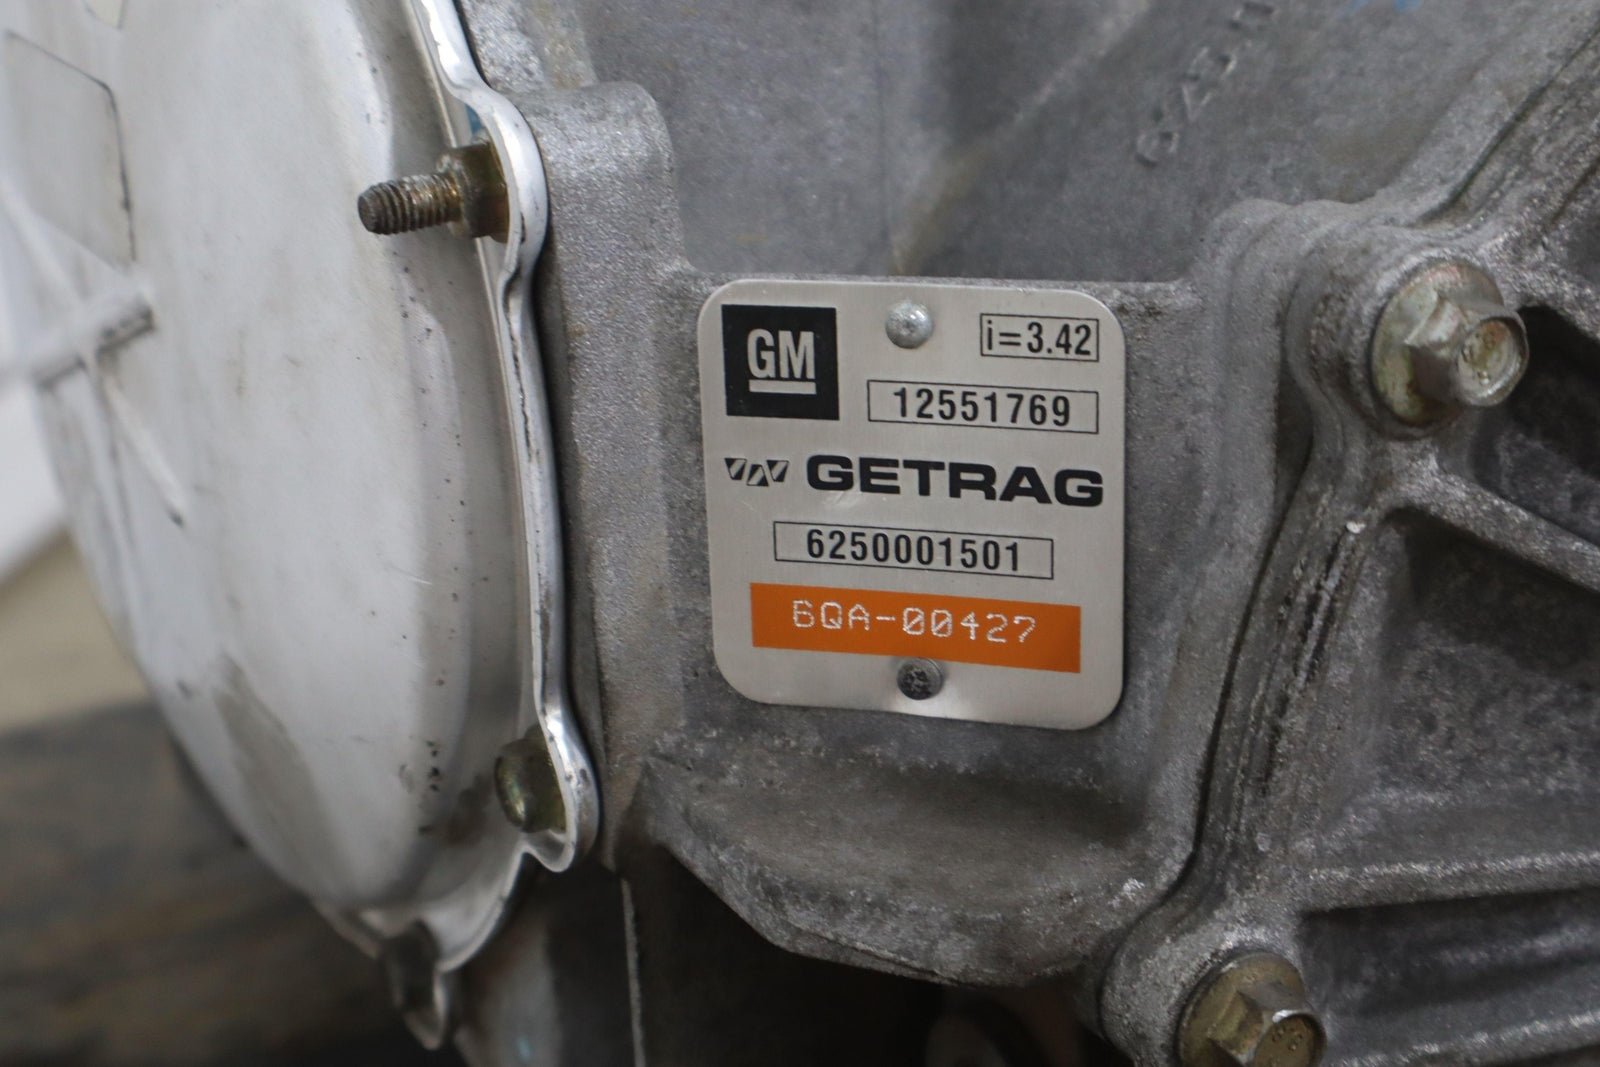 GM
i=3.42
12551769
GETRAG
6250001501
6QA-00427